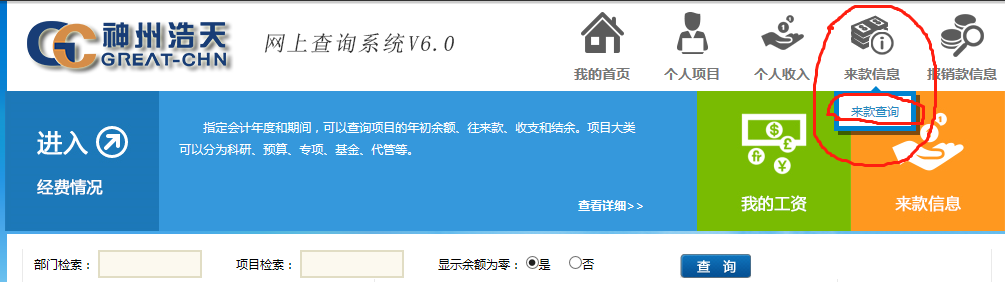 神州浩天
GREAT-CHN
网上查询系统V6.0
我的首页 个人项目 个人收入 来款信息 报销款信息
来款查询
进入
经费情况
指定会计年度和期间，可以查询项目的年初余额、往来款、收支和结余。项目大类
可以分为科研、预算、专项、基金、代管等。
查看详细>>
我的工资
来款信息
部门检索： 项目检索： 显示余额为零： 是 否 查 询